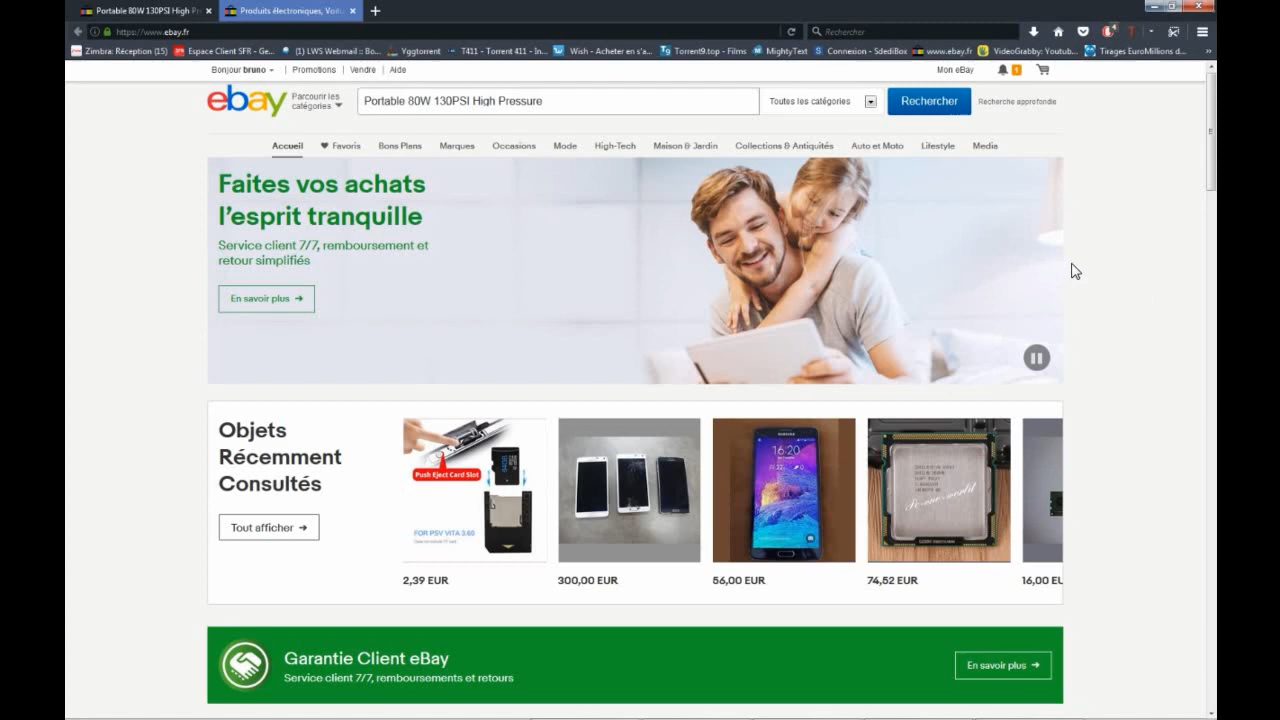 Portable 80W 130PSI High Pr
Produits électroniques, Voitu
https://www.ebay.fr
Rechercher
Zimbra: Réception (15)
Espace Client SFR - Ge...
(1) LWS Webmail :: Bo...
Yggtorrent
T411 - Torrent 411 - In...
Wish - Acheter en s'a...
Torrent9.top - Films
MightyText
Connexion - SdediBox
www.ebay.fr
VideoGrabby: Youtub...
Tirages EuroMillions d...
Bonjour bruno
Promotions
Vendre
Aide
Mon eBay
1
ebay
Parcourir les
catégories
Portable 80W 130PSI High Pressure
Toutes les catégories
Rechercher
Recherche approfondie
Accueil
Favoris
Bons Plans
Marques
Occasions
Mode
High-Tech
Maison & Jardin
Collections & Antiquités
Auto et Moto
Lifestyle
Media
Faites vos achats
l'esprit tranquille
Service client 7/7, remboursement et
retour simplifiés
En savoir plus →
Objets
Récemment
Consultés
Tout afficher →
Push Eject Card Slot
FOR PSV VITA 3.60
SAMSUNG
16:20
2,39 EUR
300,00 EUR
56,00 EUR
74,52 EUR
16,00 EU
Garantie Client eBay
Service client 7/7, remboursements et retours
En savoir plus →